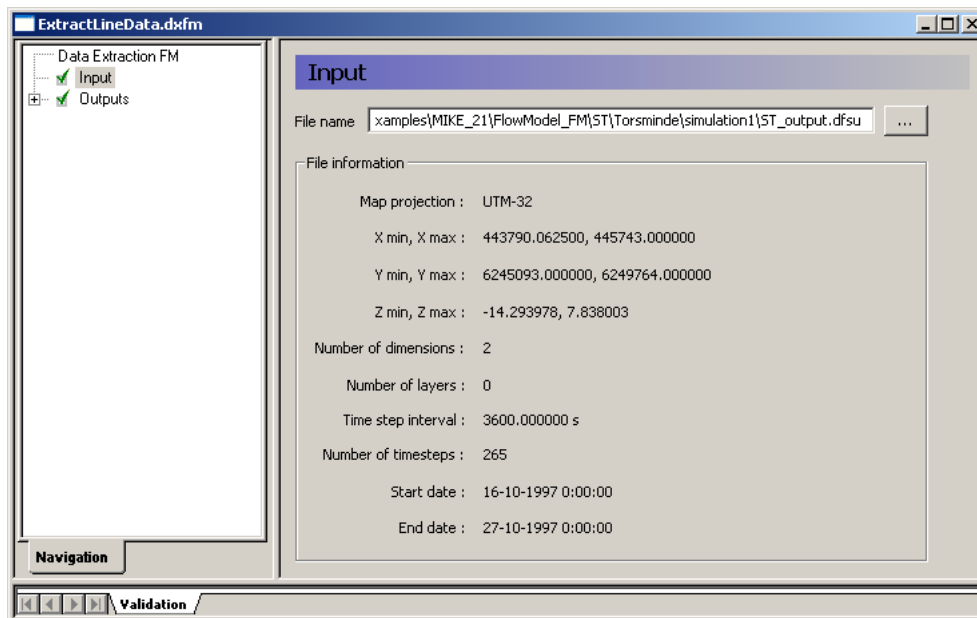 ExtractLineData.dxfm
Data Extraction FM
Input
Outputs
Navigation
Input
File name xamples\MIKE_21\FlowModel_FM\ST\Torsminde\simulation1\ST_output.dfsu ...
File information
Map projection : UTM-32
X min, X max : 443790.062500, 445743.000000
Y min, Y max : 6245093.000000, 6249764.000000
Z min, Z max : -14.293978, 7.838003
Number of dimensions : 2
Number of layers : 0
Time step interval : 3600.000000 s
Number of timesteps : 265
Start date : 16-10-1997 0:00:00
End date : 27-10-1997 0:00:00
Validation